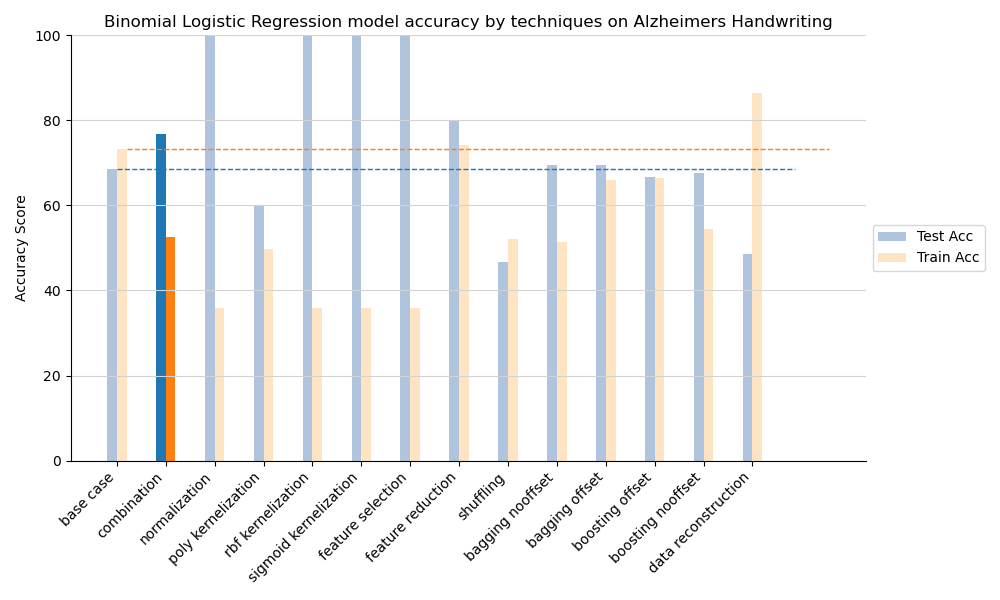 Binomial Logistic Regression model accuracy by techniques on Alzheimers Handwriting
Accuracy Score
100
80
60
40
20
0
base case
combination
normalization
poly kernelization
rbf kernelization
sigmoid kernelization
feature selection
feature reduction
shuffling
bagging nooffset
bagging offset
boosting offset
boosting nooffset
data reconstruction
Test Acc
Train Acc